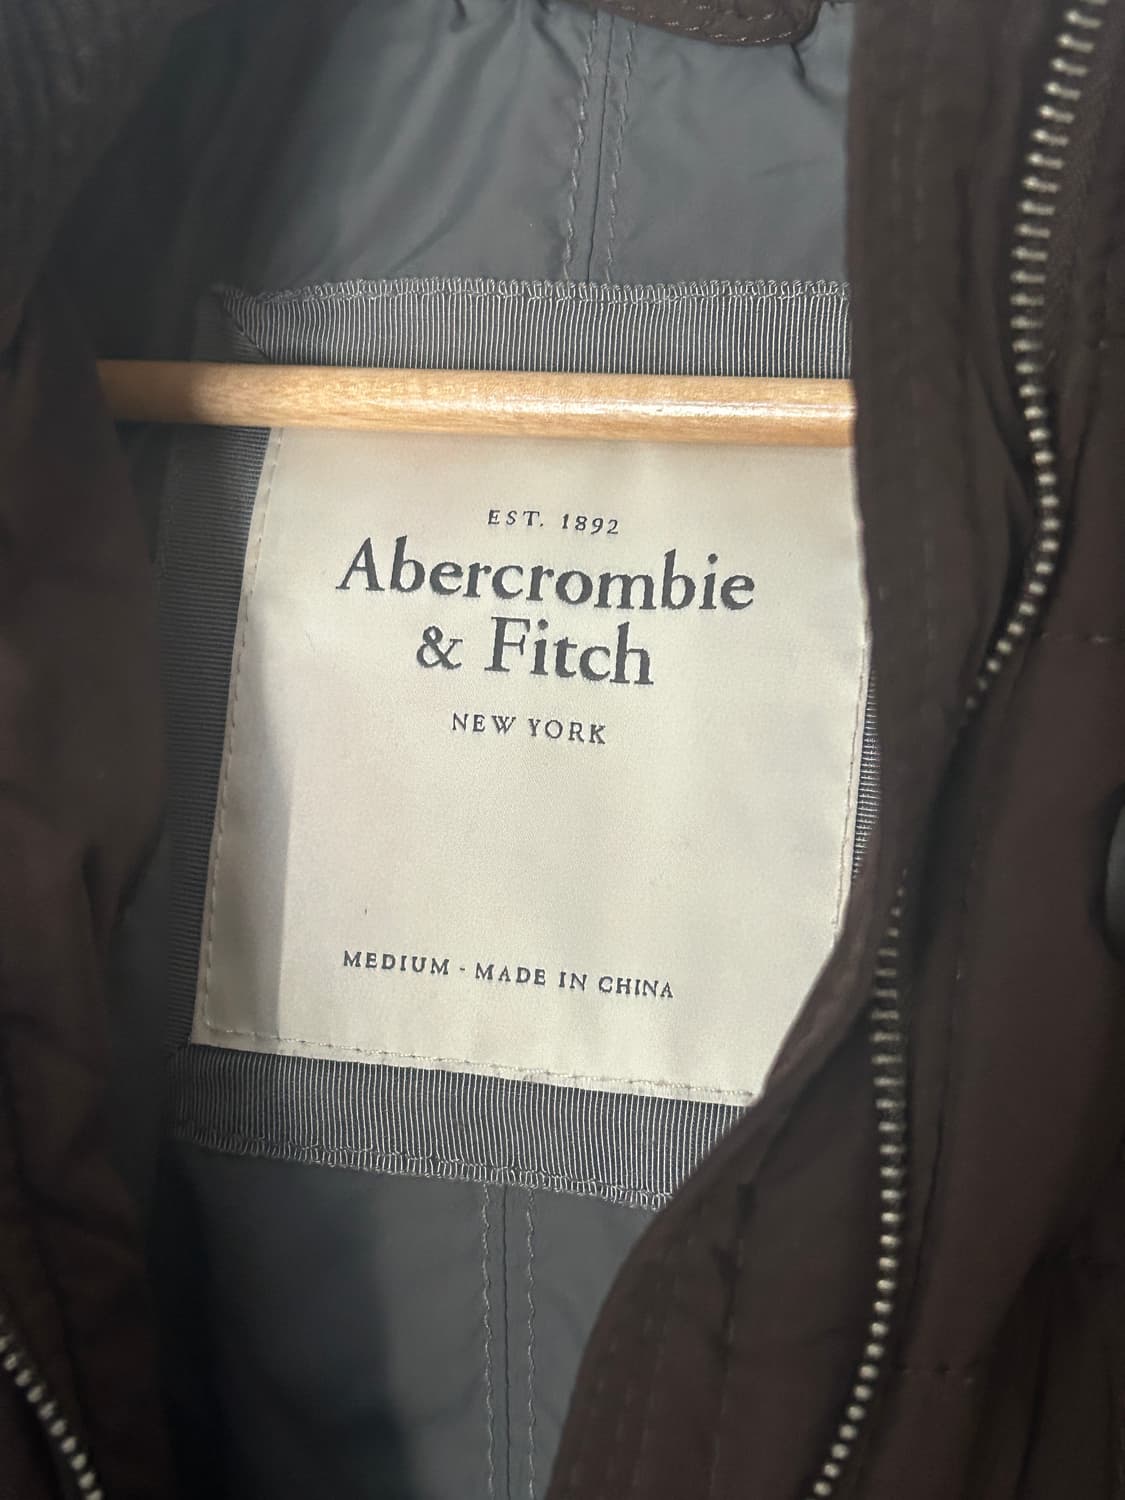 EST. 1892
Abercrombie
& Fitch
NEW YORK
MEDIUM - MADE IN CHINA